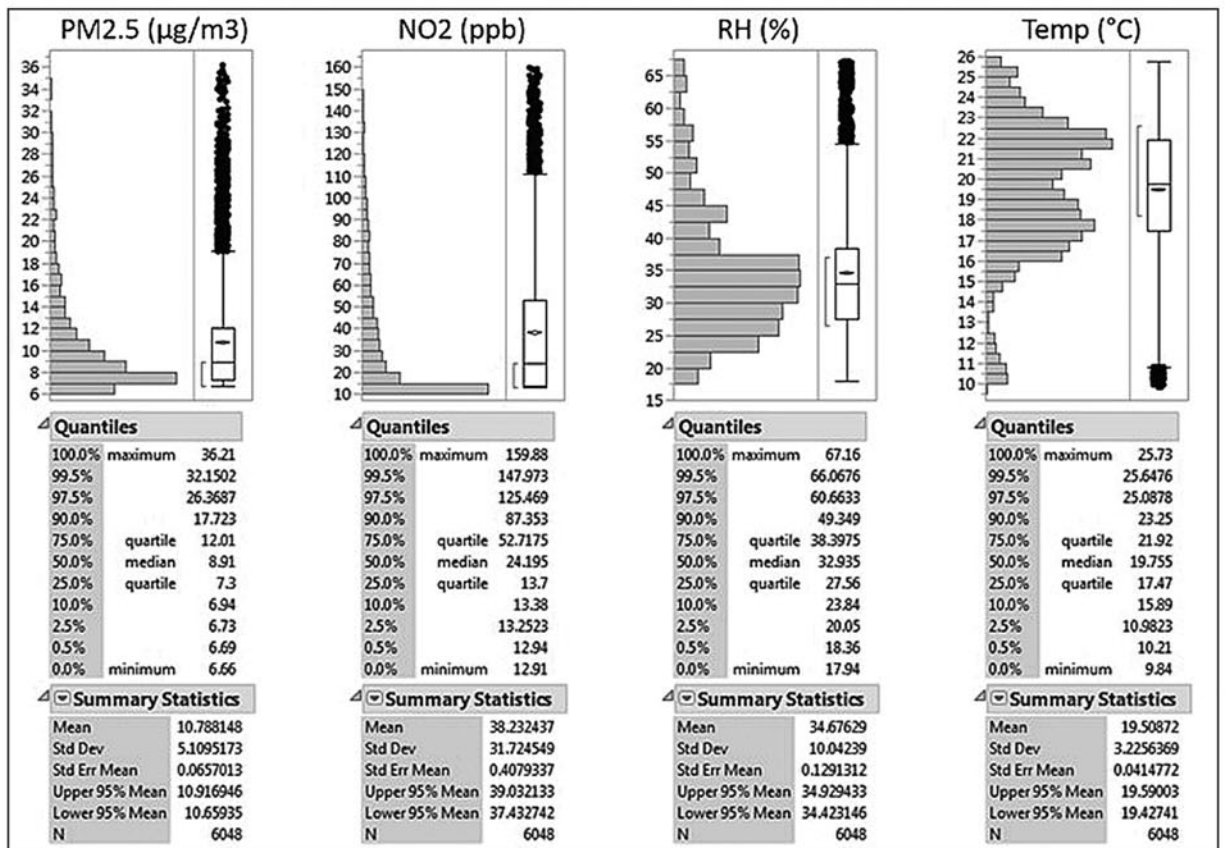 PM2.5 (µg/m3)
36
34
32
30
28
26
24
22
20
18
16
14
12
10
8
6
Quantiles
100.0% maximum 36.21
99.5% 32.1502
97.5% 26.3687
90.0% 17.723
75.0% quartile 12.01
50.0% median 8.91
25.0% quartile 7.3
10.0% 6.94
2.5% 6.73
0.5% 6.69
0.0% minimum 6.66
Summary Statistics
Mean 10.788148
Std Dev 5.1095173
Std Err Mean 0.0657013
Upper 95% Mean 10.916946
Lower 95% Mean 10.65935
N 6048
NO2 (ppb)
160
150
140
130
120
110
100
90
80
70
60
50
40
30
20
10
Quantiles
100.0% maximum 159.88
99.5% 147.973
97.5% 125.469
90.0% 87.353
75.0% quartile 52.7175
50.0% median 24.195
25.0% quartile 13.7
10.0% 13.38
2.5% 13.2523
0.5% 12.94
0.0% minimum 12.91
Summary Statistics
Mean 38.232437
Std Dev 31.724549
Std Err Mean 0.4079337
Upper 95% Mean 39.032133
Lower 95% Mean 37.432742
N 6048
RH (%)
65
60
55
50
45
40
35
30
25
20
15
Quantiles
100.0% maximum 67.16
99.5% 66.0676
97.5% 60.6633
90.0% 49.349
75.0% quartile 38.3975
50.0% median 32.935
25.0% quartile 27.56
10.0% 23.84
2.5% 20.05
0.5% 18.36
0.0% minimum 17.94
Summary Statistics
Mean 34.67629
Std Dev 10.04239
Std Err Mean 0.1291312
Upper 95% Mean 34.929433
Lower 95% Mean 34.423146
N 6048
Temp (°C)
26
25
24
23
22
21
20
19
18
17
16
15
14
13
12
11
10
Quantiles
100.0% maximum 25.73
99.5% 25.6476
97.5% 25.0878
90.0% 23.25
75.0% quartile 21.92
50.0% median 19.755
25.0% quartile 17.47
10.0% 15.89
2.5% 10.9823
0.5% 10.21
0.0% minimum 9.84
Summary Statistics
Mean 19.50872
Std Dev 3.2256369
Std Err Mean 0.0414772
Upper 95% Mean 19.59003
Lower 95% Mean 19.42741
N 6048